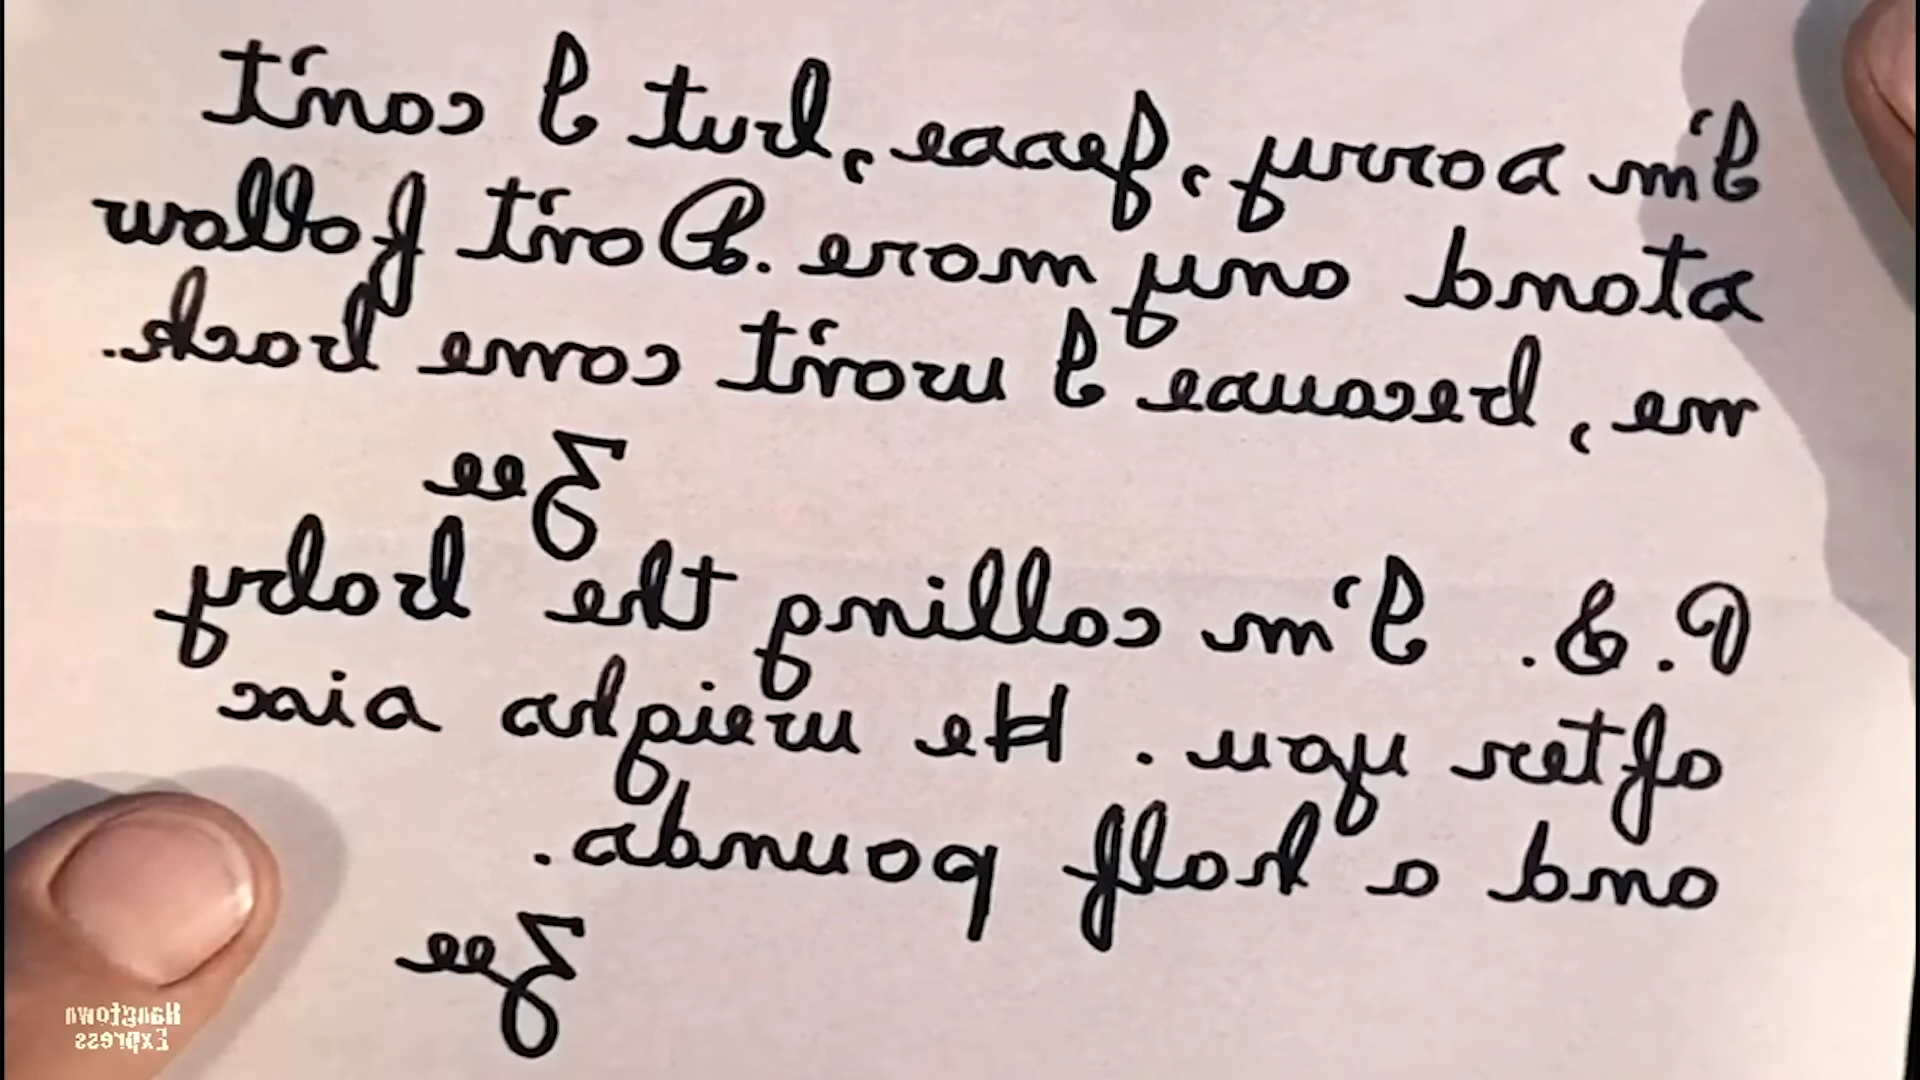 I'm sorry, Jesse, but I can't
stand any more. Don't follow
me, because I won't come back.
Zee
P.S. I'm calling the baby
after you. He weighs six
and a half pounds.
Zee
Hangtown
Express